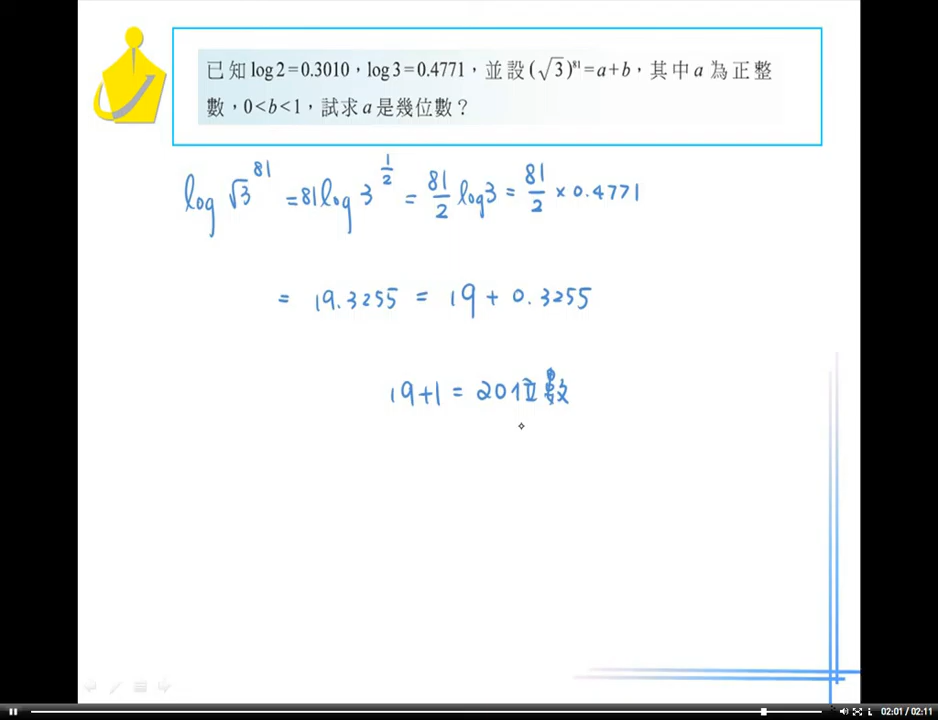 已知 log 2 = 0.3010，log 3 = 0.4771，並設 (√3)⁸¹ = a + b，其中 a 為正整
數，0 < b < 1，試求 a 是幾位數？
log √3⁸¹ = 81 log 3^(1/2) = 81/2 log 3 = 81/2 × 0.4771
= 19.3255 = 19 + 0.3255
19+1 = 20位數
02:01 / 02:11